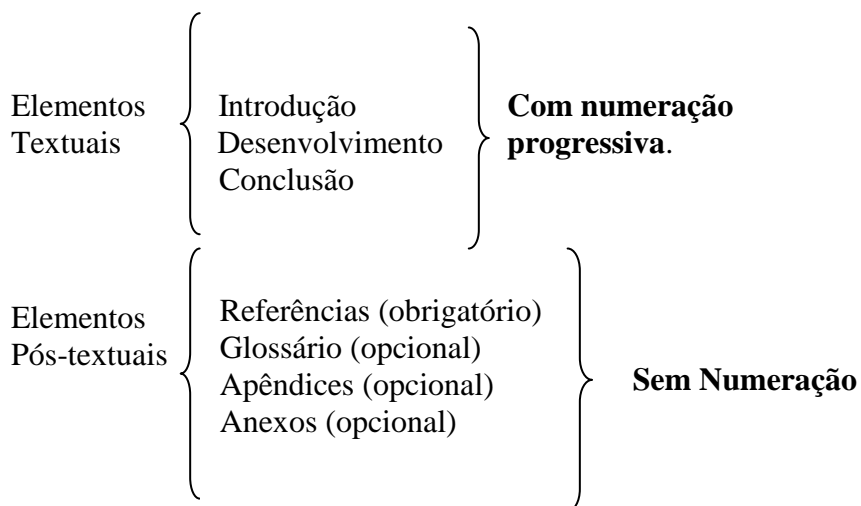 Elementos
Textuais
Introdução
Desenvolvimento
Conclusão
Com numeração
progressiva.
Elementos
Pós-textuais
Referências (obrigatório)
Glossário (opcional)
Apêndices (opcional)
Anexos (opcional)
Sem Numeração